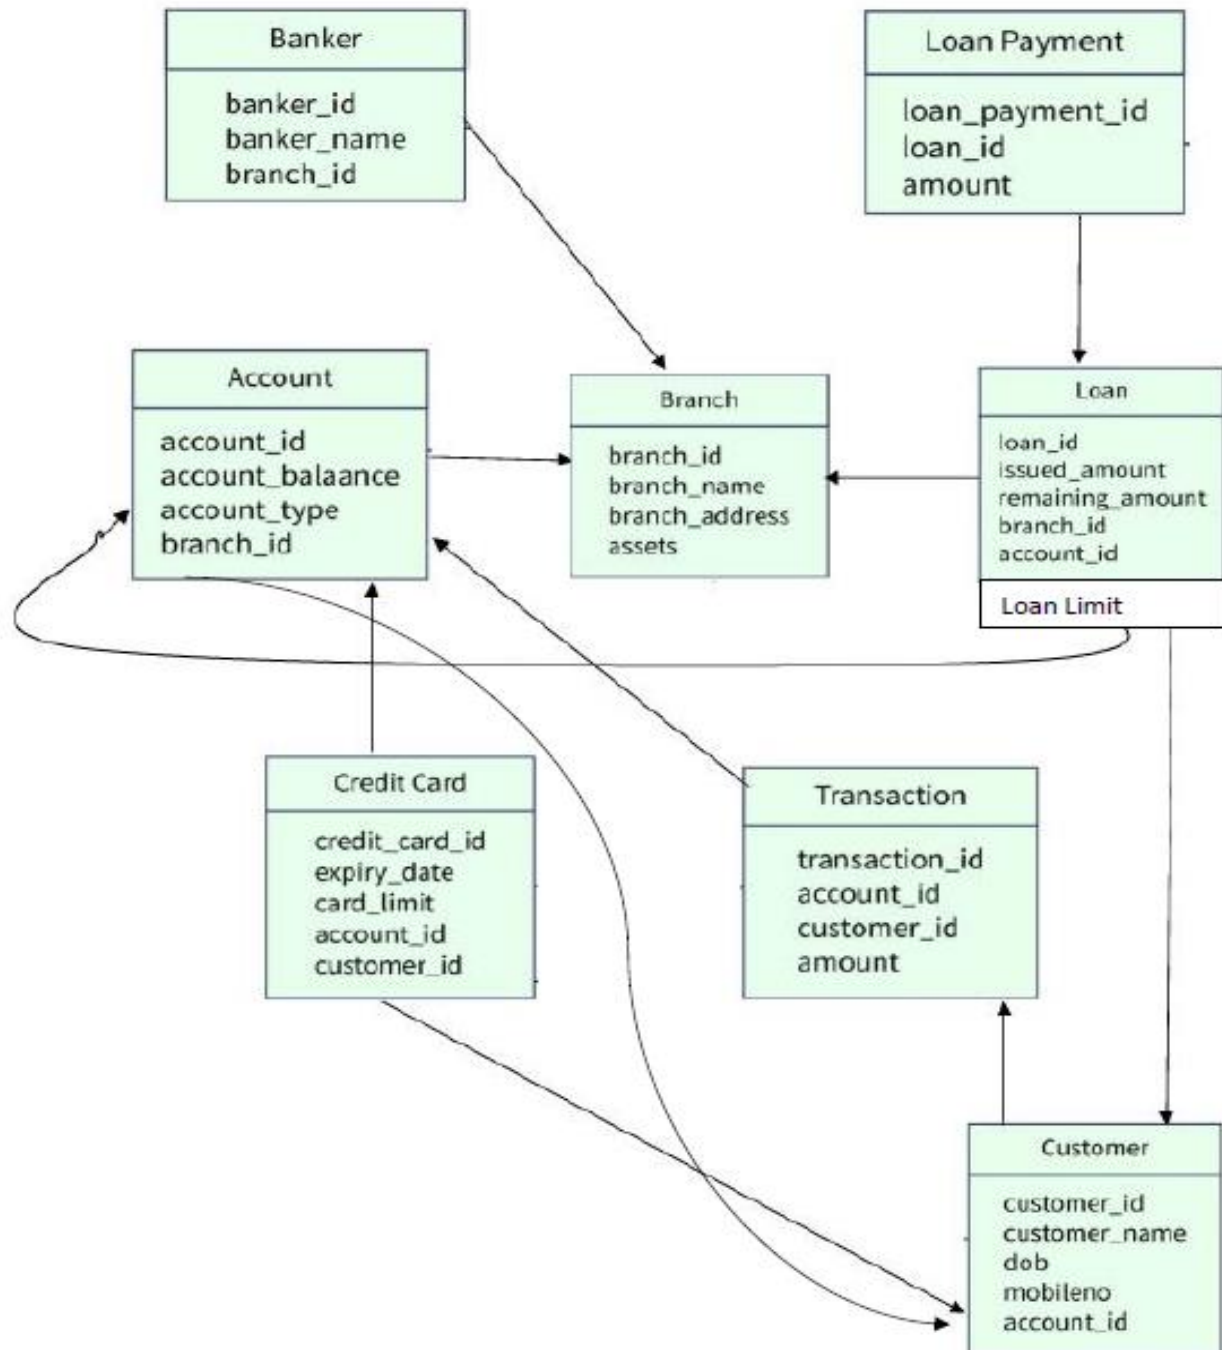 Banker
banker_id
banker_name
branch_id
Loan Payment
loan_payment_id
loan_id
amount
Account
account_id
account_balaance
account_type
branch_id
Branch
branch_id
branch_name
branch_address
assets
Loan
loan_id
issued_amount
remaining_amount
branch_id
account_id
Loan Limit
Credit Card
credit_card_id
expiry_date
card_limit
account_id
customer_id
Transaction
transaction_id
account_id
customer_id
amount
Customer
customer_id
customer_name
dob
mobileno
account_id